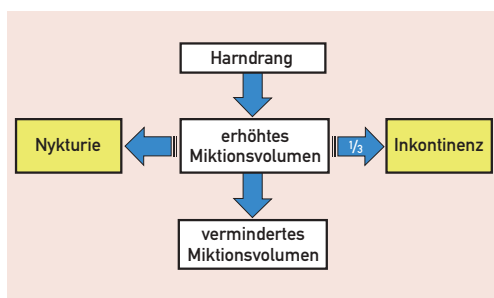 Harndrang
Nykturie
erhöhtes
Miktionsvolumen
⅓
Inkontinenz
vermindertes
Miktionsvolumen